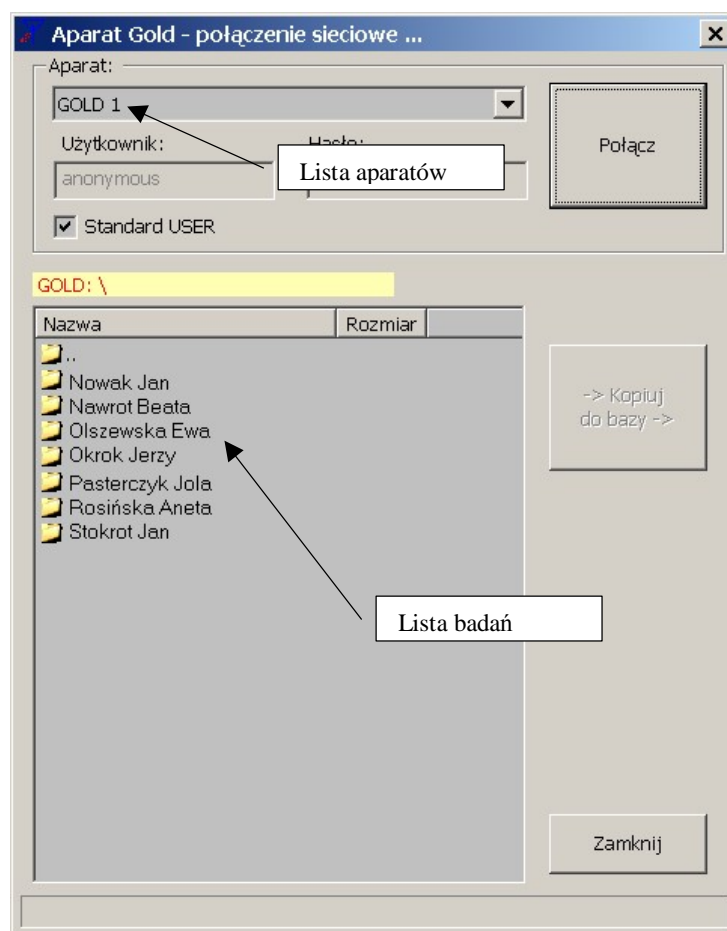 Aparat Gold - połączenie sieciowe ...
Aparat:
GOLD 1
Połącz
Użytkownik:
Hasło:
Lista aparatów
anonymous
Standard USER
GOLD: \
Nazwa
Rozmiar
..
Nowak Jan
Nawrot Beata
Olszewska Ewa
Okrok Jerzy
Pasterczyk Jola
Rosińska Aneta
Stokrot Jan
-> Kopiuj
do bazy ->
Lista badań
Zamknij